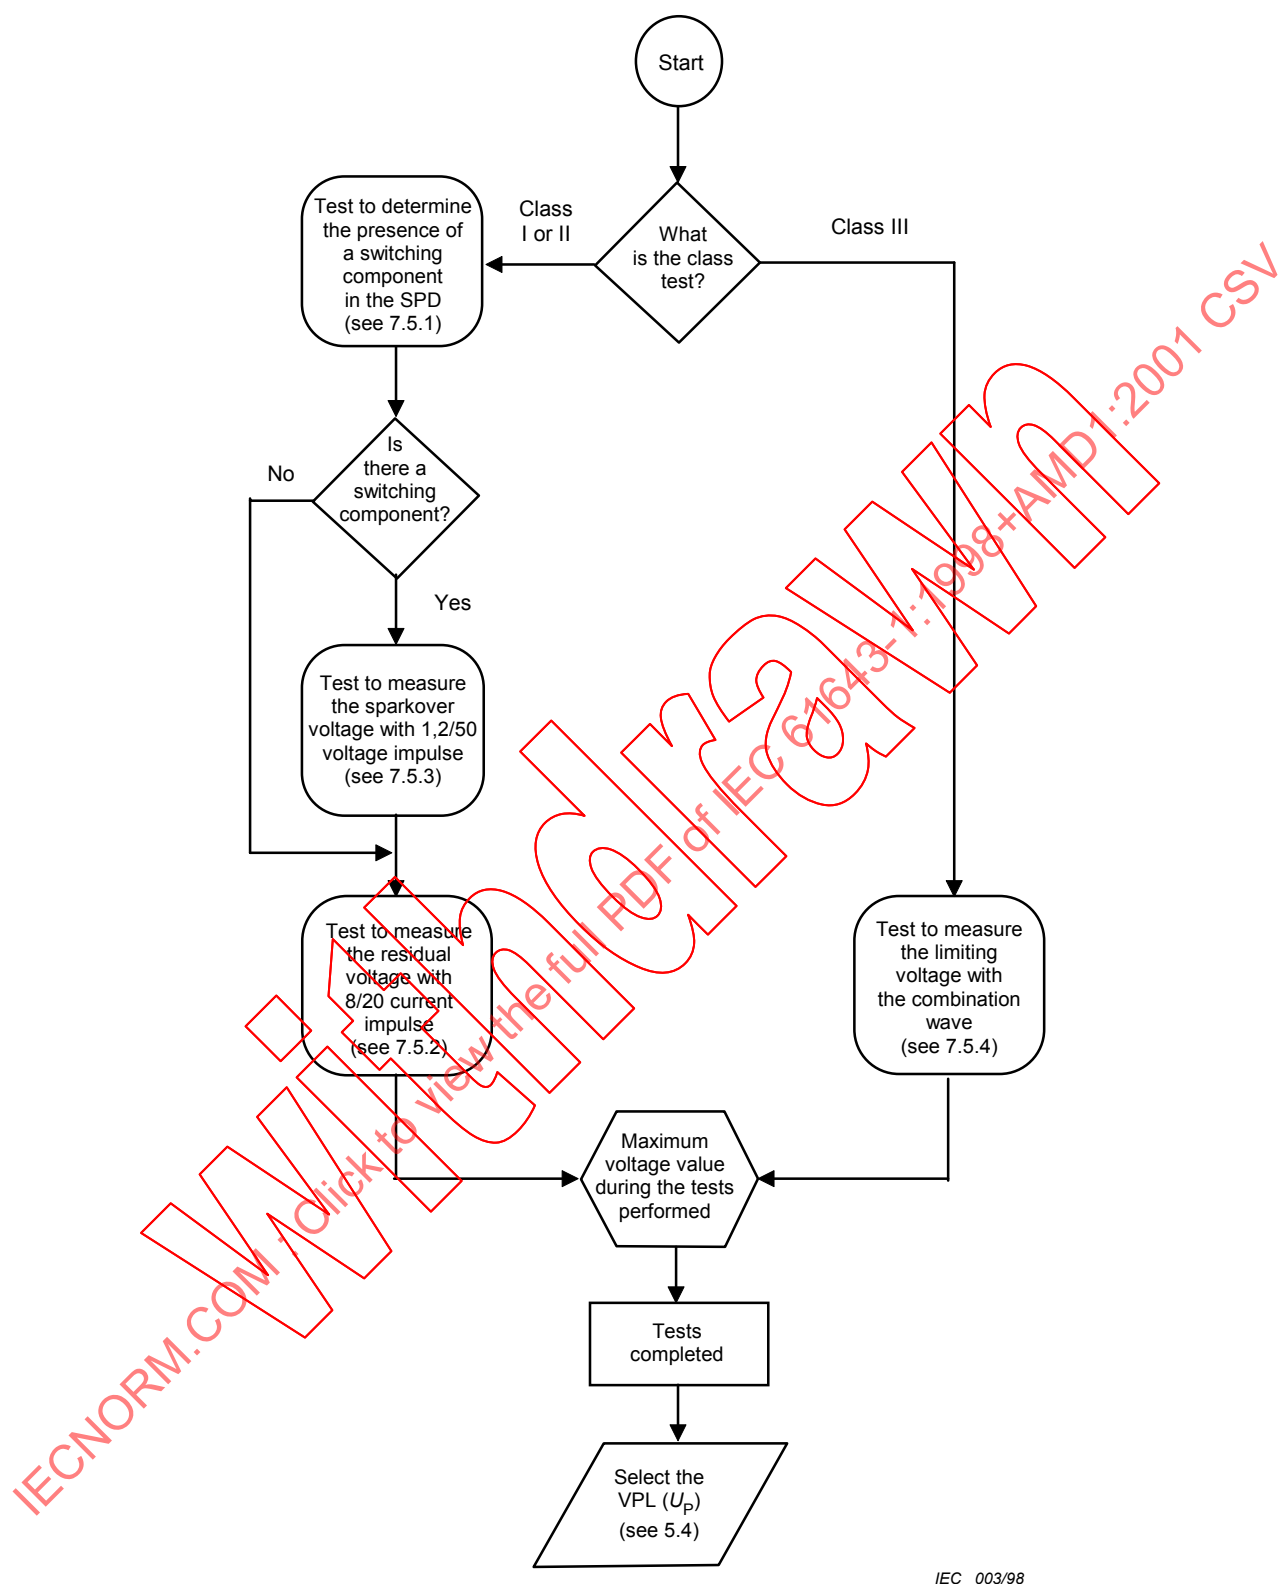 Start
What
is the class
test?
Class
I or II
Class III
Test to determine
the presence of
a switching
component
in the SPD
(see 7.5.1)
Is
there a
switching
component?
No
Yes
Test to measure
the sparkover
voltage with 1,2/50
voltage impulse
(see 7.5.3)
Test to measure
the residual
voltage with
8/20 current
impulse
(see 7.5.2)
Test to measure
the limiting
voltage with
the combination
wave
(see 7.5.4)
Maximum
voltage value
during the tests
performed
Tests
completed
Select the
VPL (UP)
(see 5.4)
IEC 003/98
Withdrawn
IECNORM.COM : Click to view the full PDF of IEC 61643-1:1998+AMD1:2001 CSV